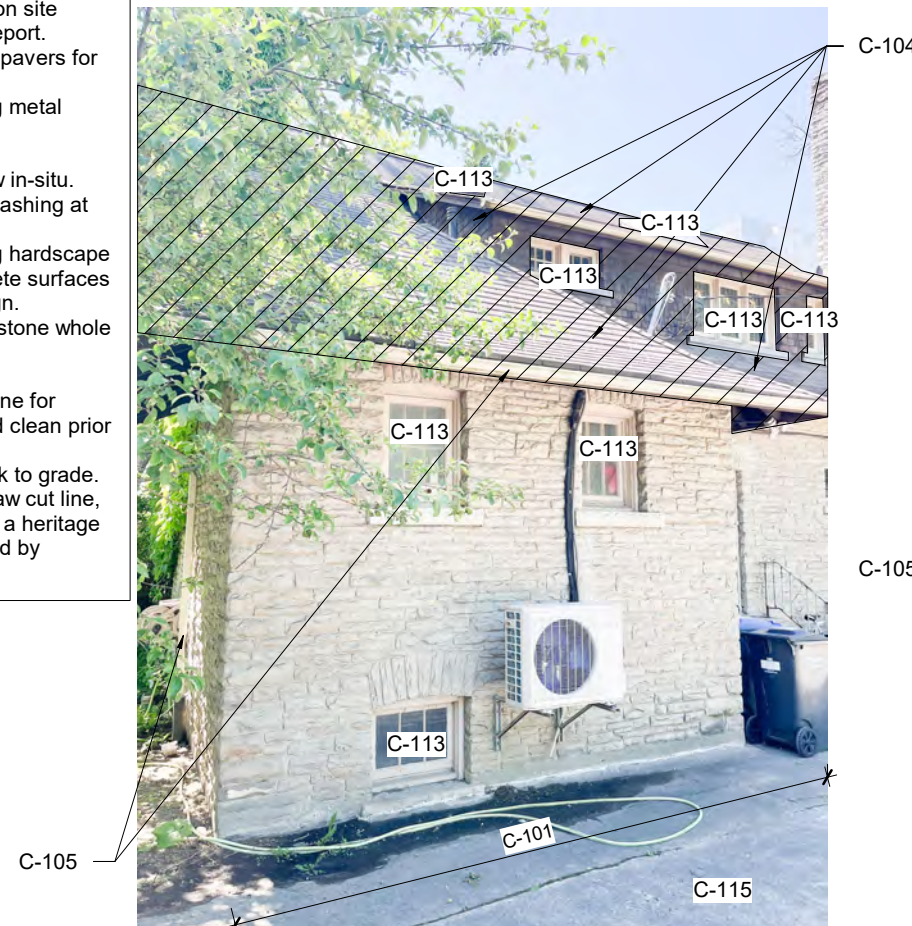 on site
eport.
pavers for
g metal
w in-situ.
ashing at
g hardscape
ete surfaces
gn.
stone whole
ne for
d clean prior
k to grade.
aw cut line,
a heritage
d by
C-104
C-113
C-113
C-113
C-113
C-113
C-113
C-113
C-105
C-113
C-101
C-105
C-115